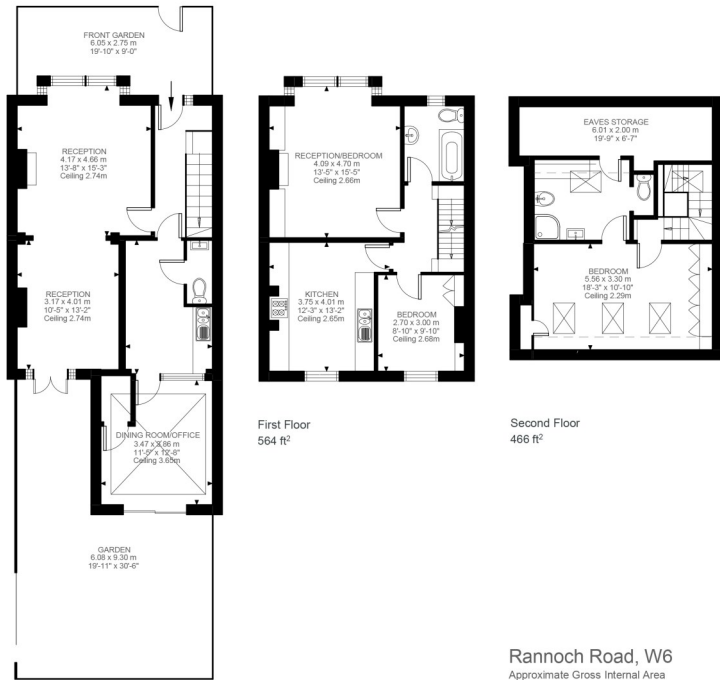 FRONT GARDEN
6.05 x 2.75 m
19'-10" x 9'-0"
RECEPTION
4.17 x 4.66 m
13'-8" x 15'-3"
Ceiling 2.74m
RECEPTION
3.17 x 4.01 m
10'-5" x 13'-2"
Ceiling 2.74m
DINING ROOM/OFFICE
3.47 x 3.86 m
11'-5" x 12'-8"
Ceiling 3.65m
GARDEN
6.08 x 9.30 m
19'-11" x 30'-6"
RECEPTION/BEDROOM
4.09 x 4.70 m
13'-5" x 15'-5"
Ceiling 2.66m
KITCHEN
3.75 x 4.01 m
12'-3" x 13'-2"
Ceiling 2.65m
BEDROOM
2.70 x 3.00 m
8'-10" x 9'-10"
Ceiling 2.68m
First Floor
564 ft²
EAVES STORAGE
6.01 x 2.00 m
19'-9" x 6'-7"
BEDROOM
5.56 x 3.30 m
18'-3" x 10'-10"
Ceiling 2.29m
Second Floor
466 ft²
Rannoch Road, W6
Approximate Gross Internal Area